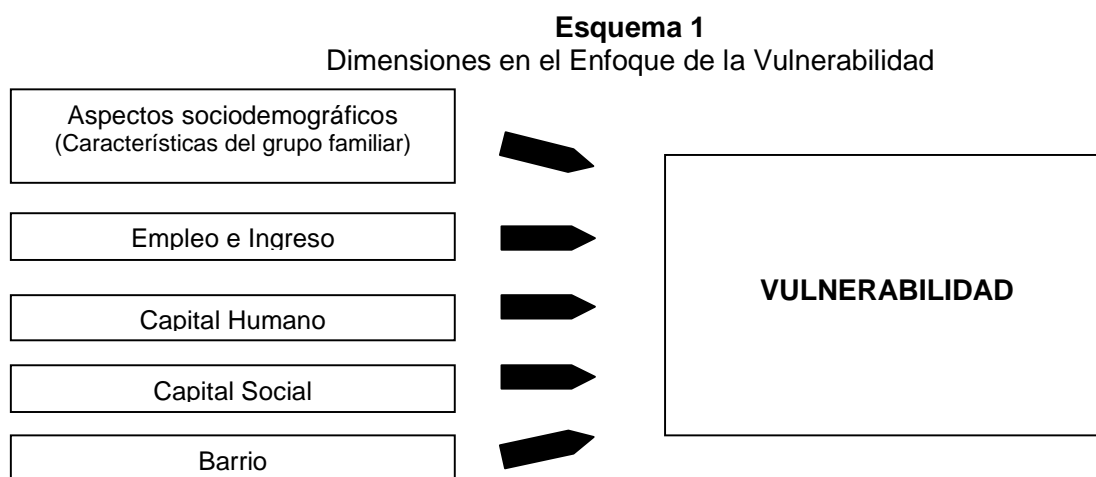 Esquema 1
Dimensiones en el Enfoque de la Vulnerabilidad
Aspectos sociodemográficos
(Características del grupo familiar)
Empleo e Ingreso
Capital Humano
Capital Social
Barrio
VULNERABILIDAD